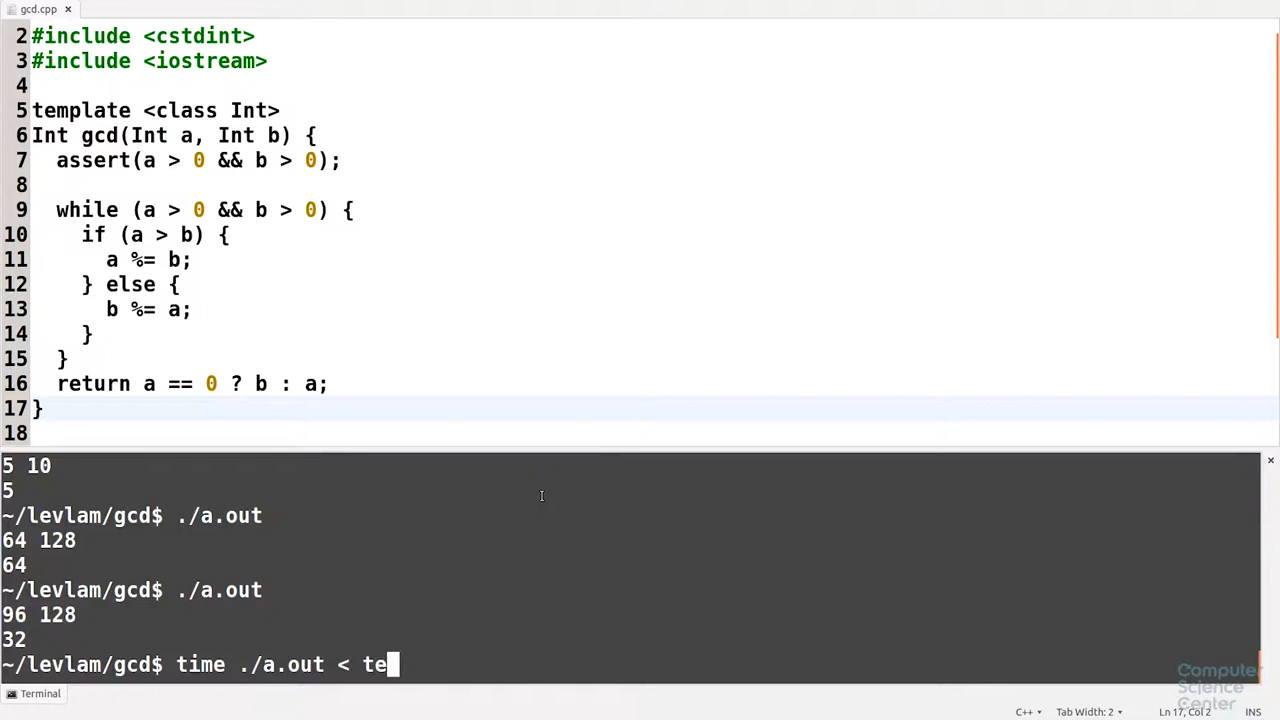 gcd.cpp ×
2 #include <cstdint>
3 #include <iostream>
4
5 template <class Int>
6 Int gcd(Int a, Int b) {
7   assert(a > 0 && b > 0);
8
9   while (a > 0 && b > 0) {
10     if (a > b) {
11       a %= b;
12     } else {
13       b %= a;
14     }
15   }
16   return a == 0 ? b : a;
17 }
18
5 10
5
~/levlam/gcd$ ./a.out
64 128
64
~/levlam/gcd$ ./a.out
96 128
32
~/levlam/gcd$ time ./a.out < te
Computer
Science
Center
Terminal
C++ Tab Width: 2 Ln 17, Col 2 INS